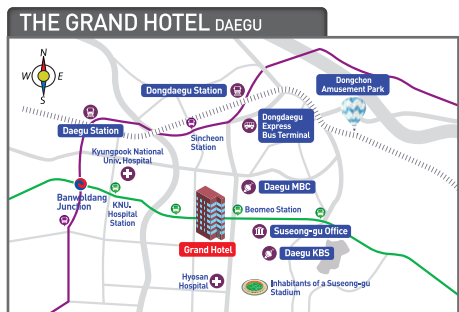 THE GRAND HOTEL DAEGU
N
W E
S
Dongdaegu Station
Dongchon
Amusement Park
Daegu Station
Sincheon
Station
Dongdaegu
Express
Bus Terminal
Kyungpook National
Univ. Hospital
Banwoldang
Junction
KNU.
Hospital
Station
Daegu MBC
Beomeo Station
Grand Hotel
Suseong-gu Office
Daegu KBS
Hyosan
Hospital
Inhabitants of a Suseong-gu
Stadium